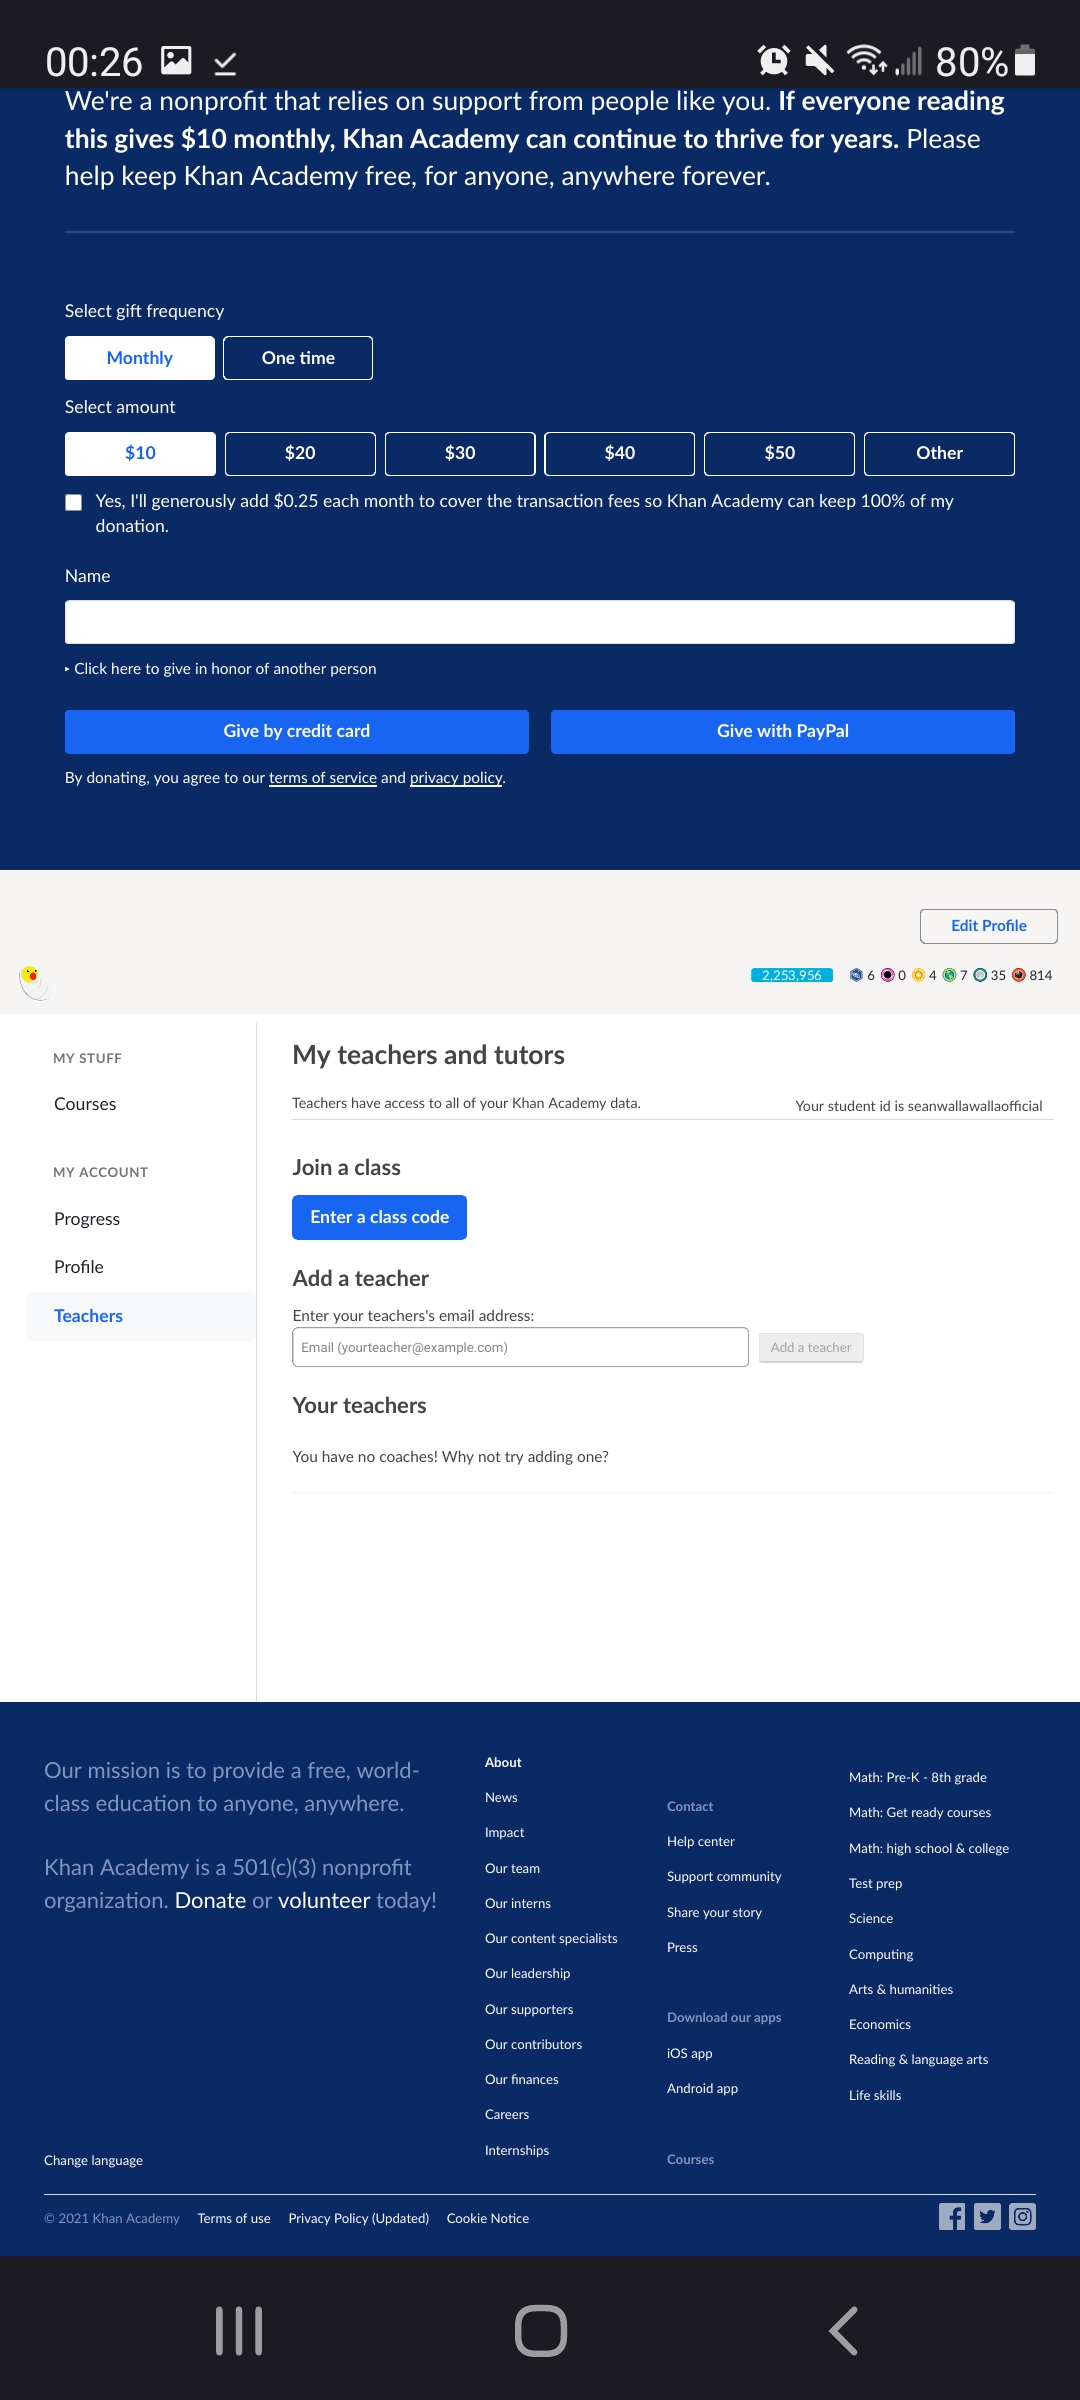 00:26
80%
We're a nonprofit that relies on support from people like you. If everyone reading
this gives $10 monthly, Khan Academy can continue to thrive for years. Please
help keep Khan Academy free, for anyone, anywhere forever.
Select gift frequency
Monthly One time
Select amount
$10 $20 $30 $40 $50 Other
Yes, I'll generously add $0.25 each month to cover the transaction fees so Khan Academy can keep 100% of my
donation.
Name
Click here to give in honor of another person
Give by credit card Give with PayPal
By donating, you agree to our terms of service and privacy policy.
Edit Profile
2,253,956 6 0 4 7 35 814
MY STUFF
Courses
MY ACCOUNT
Progress
Profile
Teachers
My teachers and tutors
Teachers have access to all of your Khan Academy data.
Your student id is seanwallawallaofficial
Join a class
Enter a class code
Add a teacher
Enter your teachers's email address:
Email (yourteacher@example.com) Add a teacher
Your teachers
You have no coaches! Why not try adding one?
Our mission is to provide a free, world-
class education to anyone, anywhere.
Khan Academy is a 501(c)(3) nonprofit
organization. Donate or volunteer today!
Change language
About
News
Impact
Our team
Our interns
Our content specialists
Our leadership
Our supporters
Our contributors
Our finances
Careers
Internships
Contact
Help center
Support community
Share your story
Press
Download our apps
iOS app
Android app
Courses
Math: Pre-K - 8th grade
Math: Get ready courses
Math: high school & college
Test prep
Science
Computing
Arts & humanities
Economics
Reading & language arts
Life skills
© 2021 Khan Academy Terms of use Privacy Policy (Updated) Cookie Notice